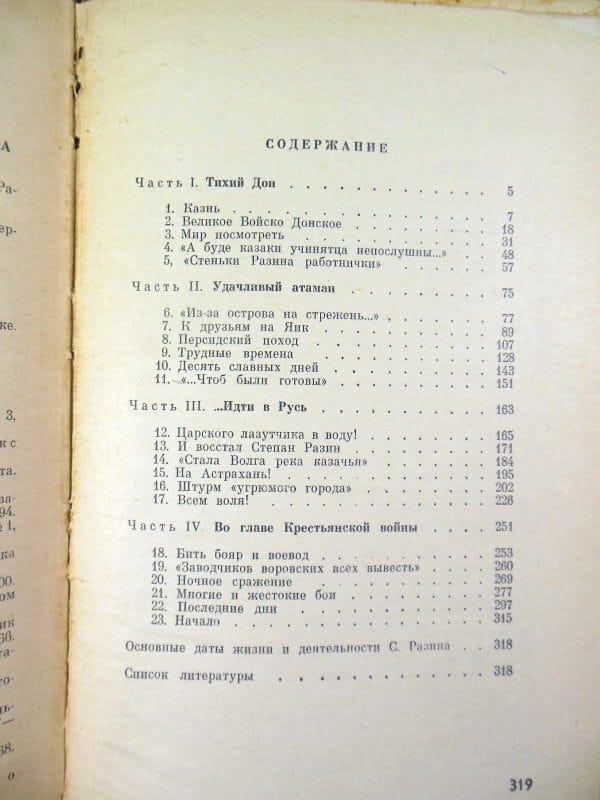 СОДЕРЖАНИЕ
Часть I. Тихий Дон . . . . . . . . . . . . 5
1. Казнь . . . . . . . . . . . . 7
2. Великое Войско Донское . . . . . . . . 18
3. Мир посмотреть . . . . . . . . . . 31
4. «А буде казаки учинятца непослушны...» . . 48
5, «Стеньки Разина работнички» . . . . . . 57
Часть II. Удачливый атаман . . . . . . . . 75
6. «Из-за острова на стрежень...» . . . . . . 77
7. К друзьям на Яик . . . . . . . . 89
8. Персидский поход . . . . . . . . 107
9. Трудные времена . . . . . . . . 128
10. Десять славных дней . . . . . . . . 143
11. «...Чтоб были готовы» . . . . . . . . 151
Часть III. ...Идти в Русь . . . . . . . . 163
12. Царского лазутчика в воду! . . . . . . 165
13. И восстал Степан Разин . . . . . . . 171
14. «Стала Волга река казачья» . . . . . . 184
15. На Астрахань! . . . . . . . . . . 195
16. Штурм «угрюмого города» . . . . . . . 202
17. Всем воля! . . . . . . . . . . 226
Часть IV. Во главе Крестьянской войны . . . . 251
18. Бить бояр и воевод . . . . . . . . 253
19. «Заводчиков воровских всех вывесть» . . . . 260
20. Ночное сражение . . . . . . . . 269
21. Многие и жестокие бои . . . . . . . 277
22. Последние дни . . . . . . . . . 297
23. Начало . . . . . . . . . . . 315
Основные даты жизни и деятельности С. Разина . . 318
Список литературы . . . . . . . . . . 318
319